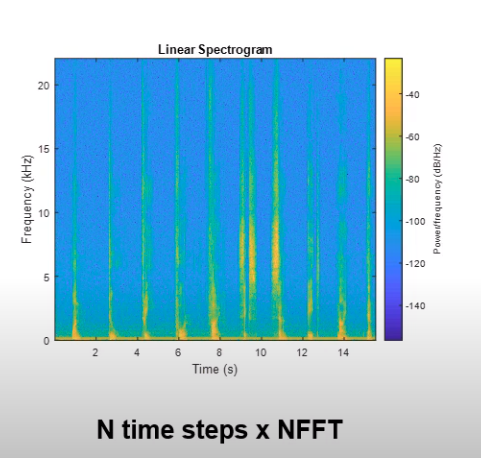 Linear Spectrogram
20
15
10
5
0
2 4 6 8 10 12 14
Frequency (kHz)
Time (s)
-40
-60
-80
-100
-120
-140
Power/frequency (dB/Hz)
N time steps x NFFT